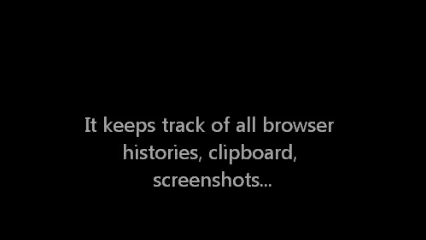 It keeps track of all browser
histories, clipboard,
screenshots...